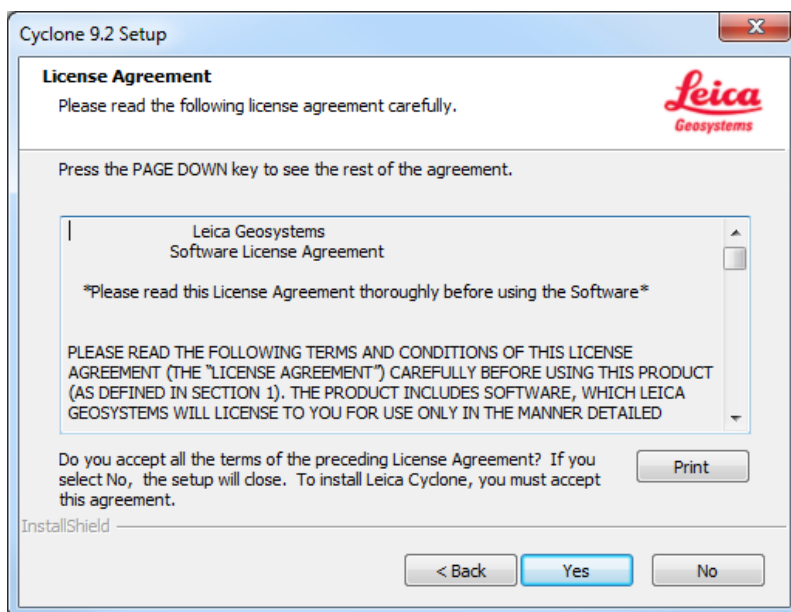 Cyclone 9.2 Setup
License Agreement
Please read the following license agreement carefully.
Leica
Geosystems
Press the PAGE DOWN key to see the rest of the agreement.
Leica Geosystems
Software License Agreement
*Please read this License Agreement thoroughly before using the Software*
PLEASE READ THE FOLLOWING TERMS AND CONDITIONS OF THIS LICENSE
AGREEMENT (THE “LICENSE AGREEMENT”) CAREFULLY BEFORE USING THIS PRODUCT
(AS DEFINED IN SECTION 1). THE PRODUCT INCLUDES SOFTWARE, WHICH LEICA
GEOSYSTEMS WILL LICENSE TO YOU FOR USE ONLY IN THE MANNER DETAILED
Do you accept all the terms of the preceding License Agreement? If you
select No, the setup will close. To install Leica Cyclone, you must accept
this agreement.
Print
InstallShield
< Back
Yes
No